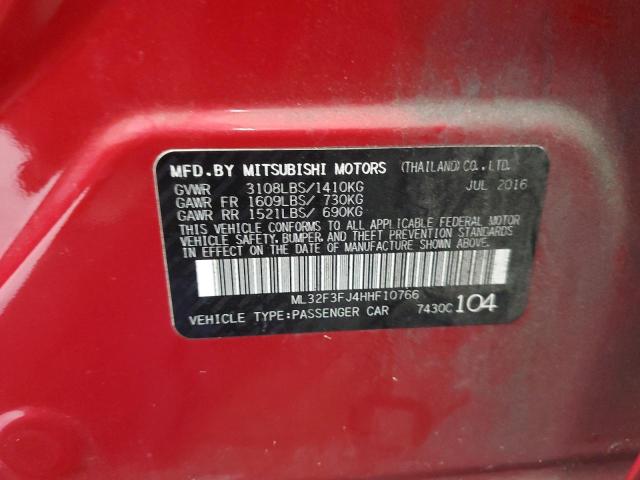 MFD.BY MITSUBISHI MOTORS (THAILAND) CO.,LTD.
GVWR 3108LBS/1410KG JUL 2016
GAWR FR 1609LBS/ 730KG
GAWR RR 1521LBS/ 690KG
THIS VEHICLE CONFORMS TO ALL APPLICABLE FEDERAL MOTOR
VEHICLE SAFETY, BUMPER, AND THEFT PREVENTION STANDARDS
IN EFFECT ON THE DATE OF MANUFACTURE SHOWN ABOVE.
ML32F3FJ4HHF10766
VEHICLE TYPE:PASSENGER CAR 7430C 104